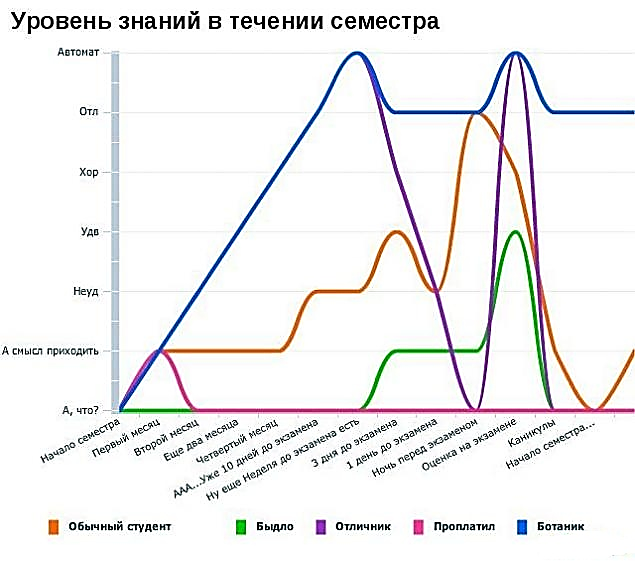 Уровень знаний в течении семестра
Автомат
Отл
Хор
Удв
Неуд
А смысл приходить
А, что?
Начало семестра
Первый месяц
Второй месяц
Еще два месяца
Четвертый месяц
ААА...Уже 10 дней до экзамена
Ну еще Неделя до экзамена есть
3 дня до экзамена
1 день до экзамена
Ночь перед экзаменом
Оценка на экзамене
Каникулы
Начало семестра...
Обычный студент
Быдло
Отличник
Проплатил
Ботаник